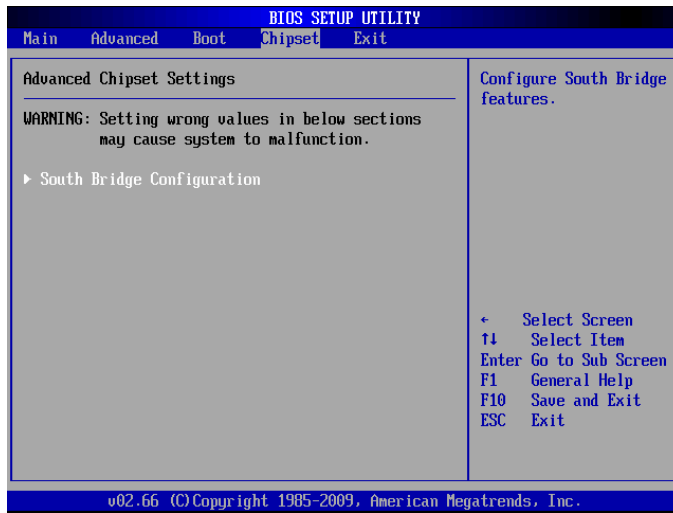 BIOS SETUP UTILITY
Main Advanced Boot Chipset Exit
Advanced Chipset Settings
WARNING: Setting wrong values in below sections
may cause system to malfunction.
▶ South Bridge Configuration
Configure South Bridge
features.
← Select Screen
↑↓ Select Item
Enter Go to Sub Screen
F1 General Help
F10 Save and Exit
ESC Exit
v02.66 (C)Copyright 1985-2009, American Megatrends, Inc.